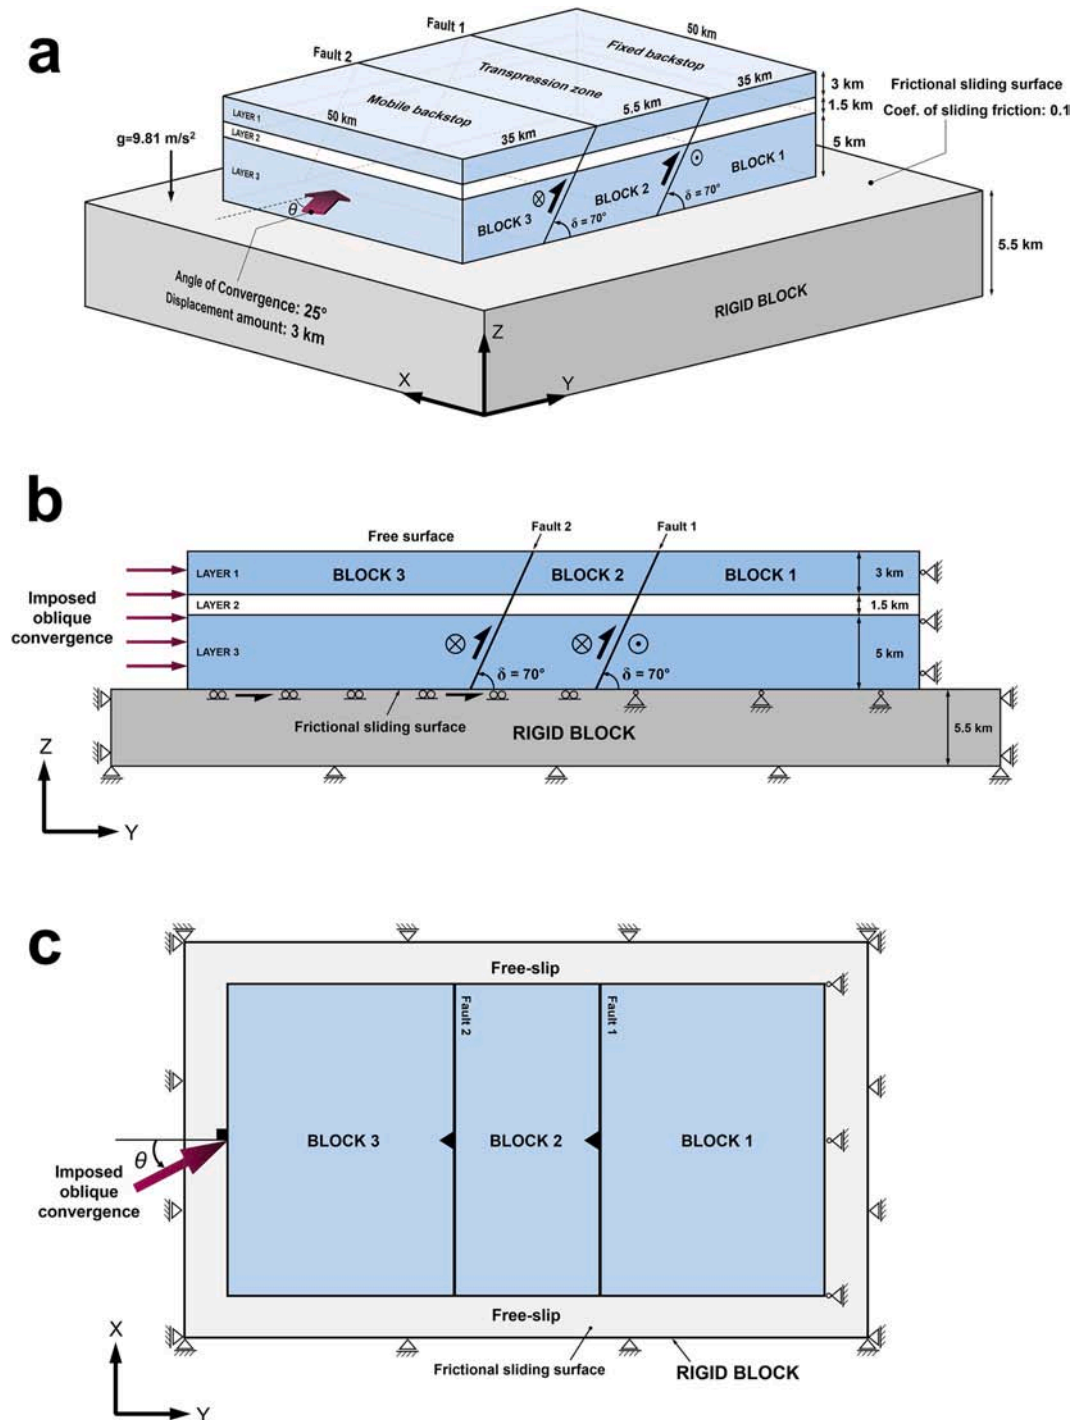 a
Fault 1
Fault 2
50 km
Fixed backstop
Transpression zone
Mobile backstop
35 km
5.5 km
35 km
50 km
3 km
1.5 km
5 km
Frictional sliding surface
Coef. of sliding friction: 0.1
LAYER 1
LAYER 2
LAYER 3
g=9.81 m/s²
θ
BLOCK 3
BLOCK 2
BLOCK 1
δ = 70°
δ = 70°
5.5 km
Angle of Convergence: 25°
Displacement amount: 3 km
RIGID BLOCK
Z
X
Y
b
Free surface
Fault 2
Fault 1
LAYER 1
BLOCK 3
BLOCK 2
BLOCK 1
3 km
Imposed
oblique
convergence
LAYER 2
1.5 km
LAYER 3
5 km
δ = 70°
δ = 70°
Frictional sliding surface
RIGID BLOCK
5.5 km
Z
Y
c
Free-slip
Fault 2
Fault 1
BLOCK 3
BLOCK 2
BLOCK 1
θ
Imposed
oblique
convergence
Free-slip
Frictional sliding surface
RIGID BLOCK
X
Y